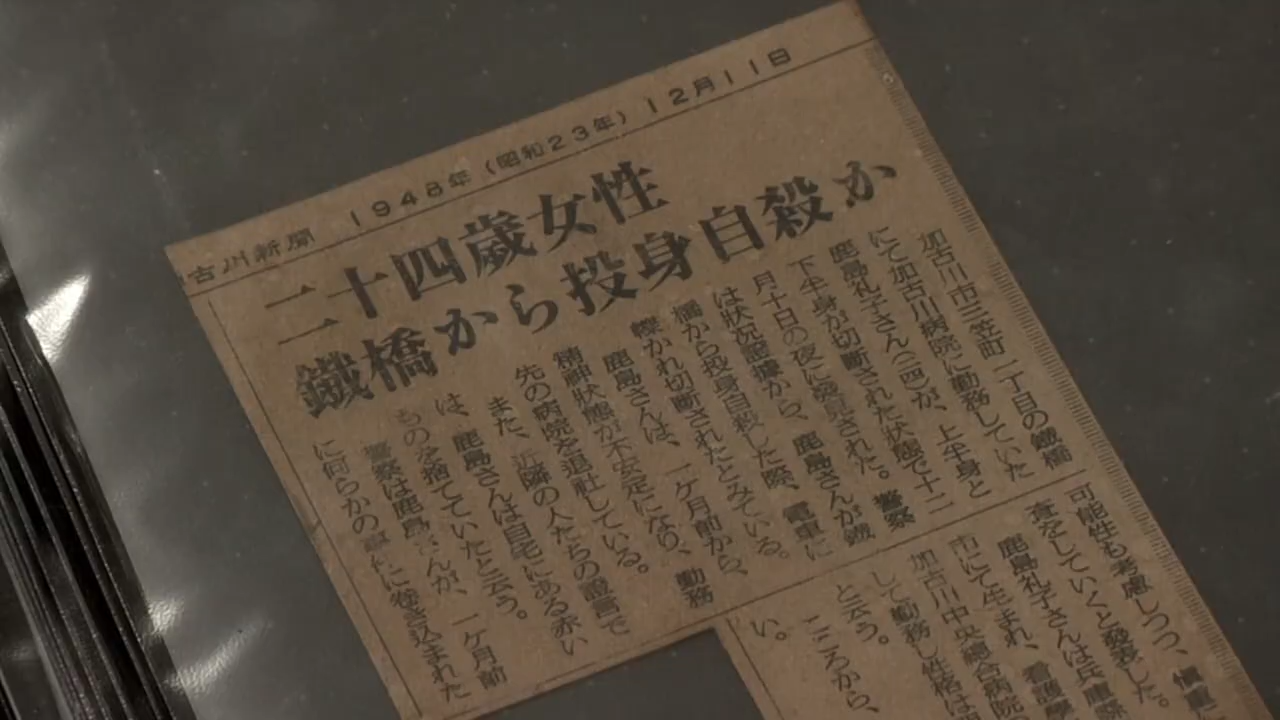 古川新聞 1948年(昭和23年)12月11日
二十四歳女性
鐵橋から投身自殺か
加古川市三笠町一丁目の鐵橋
にて加古川病院に勤務していた
鹿島礼子さん(二四)が、上半身と
下半身が切断された状態で十二
月十日の夜に發見された。警察
は状況證據から、鹿島さんが鐵
橋から投身自殺した際、電車に
轢かれ切断されたとみている。
鹿島さんは、一ケ月前から、
精神状態が不安定になり、勤務
先の病院を退社している。
また、近隣の人たちの證言で
は、鹿島さんは自宅にある赤い
ものを捨てていたと云う。
警察は鹿島さんが、一ケ月前
に何らかの事件に巻き込まれた
可能性も考慮しつつ、慎重
査をしていくと發表した。
鹿島礼子さんは兵庫縣
市にて生まれ、看護學
加古川中央總合病院の
して勤務し性格は
と云う。
こころから、
い。